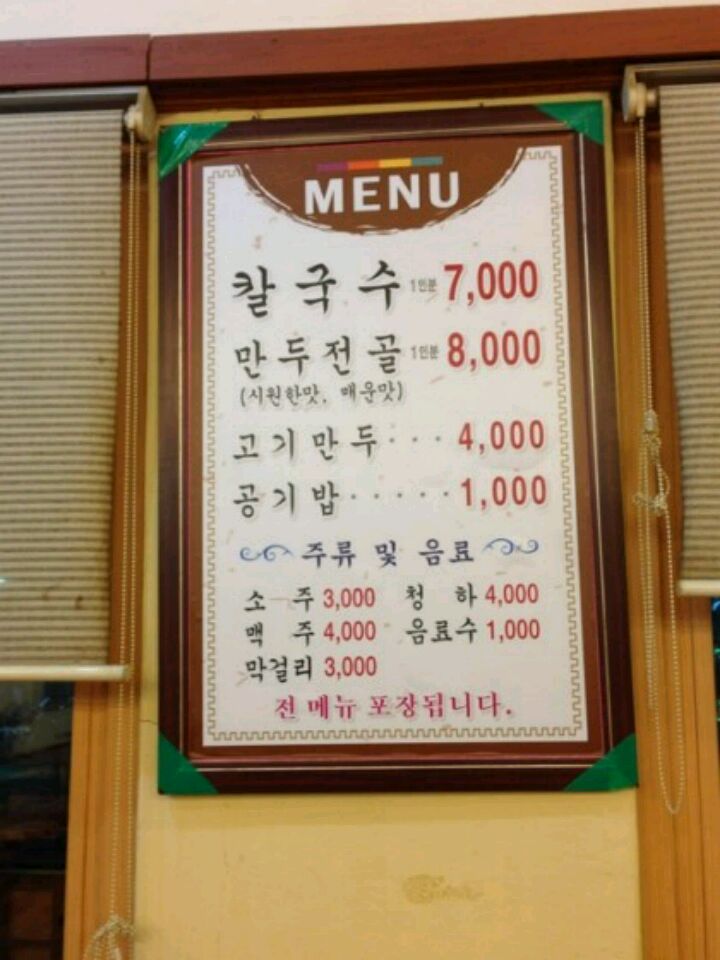 MENU
칼국수 1인분 7,000
만두전골 1인분 8,000
(시원한맛, 매운맛)
고기만두 · · · 4,000
공기밥 · · · · · 1,000
주류 및 음료
소 주 3,000 청 하 4,000
맥 주 4,000 음료수 1,000
막걸리 3,000
전 메뉴 포장됩니다.